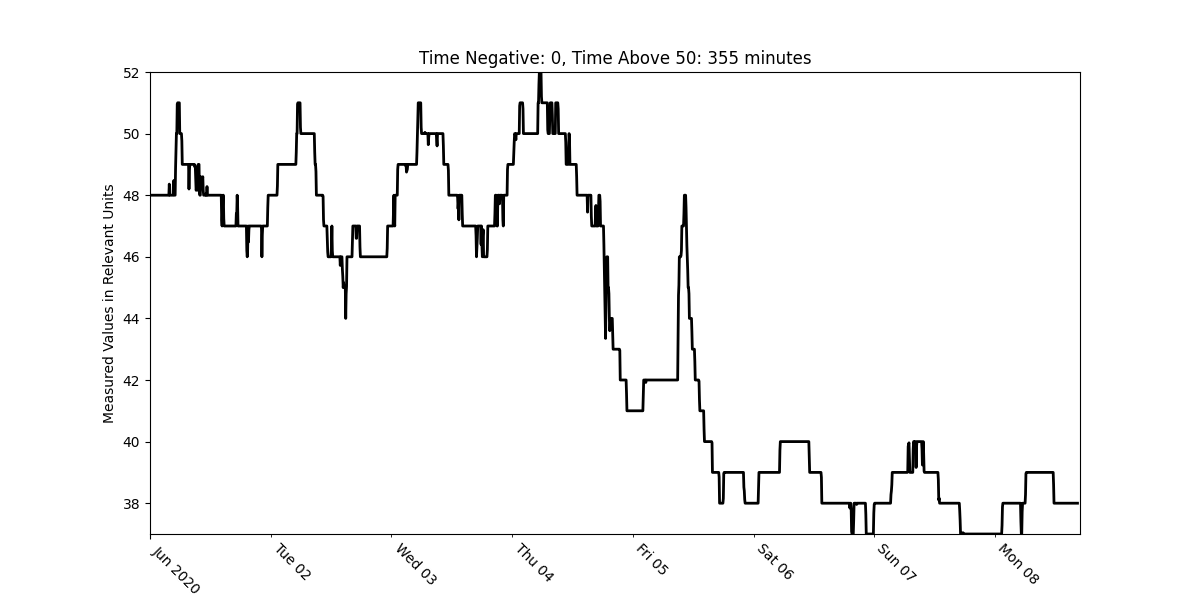 Time Negative: 0, Time Above 50: 355 minutes
Measured Values in Relevant Units
52
50
48
46
44
42
40
38
Jun 2020
Tue 02
Wed 03
Thu 04
Fri 05
Sat 06
Sun 07
Mon 08